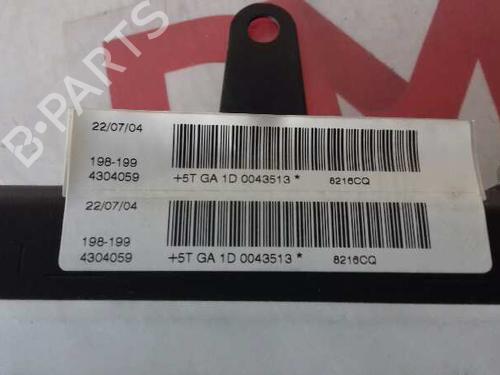 B-PARTS
DM
22/07/04
198-199
4304059 +5T GA 1D 0043513 * 8216CQ
22/07/04
198-199
4304059 +5T GA 1D 0043513 * 8216CQ